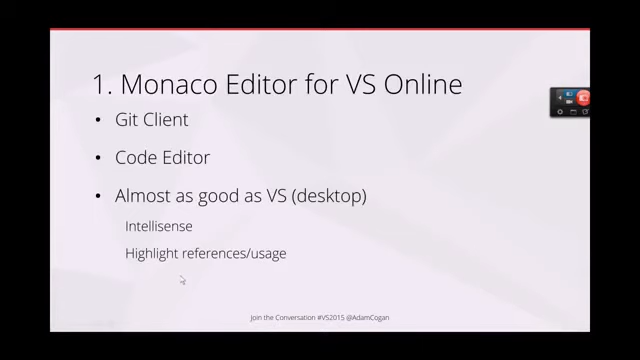 1. Monaco Editor for VS Online
• Git Client
• Code Editor
• Almost as good as VS (desktop)
Intellisense
Highlight references/usage
Join the Conversation #VS2015 @AdamCogan